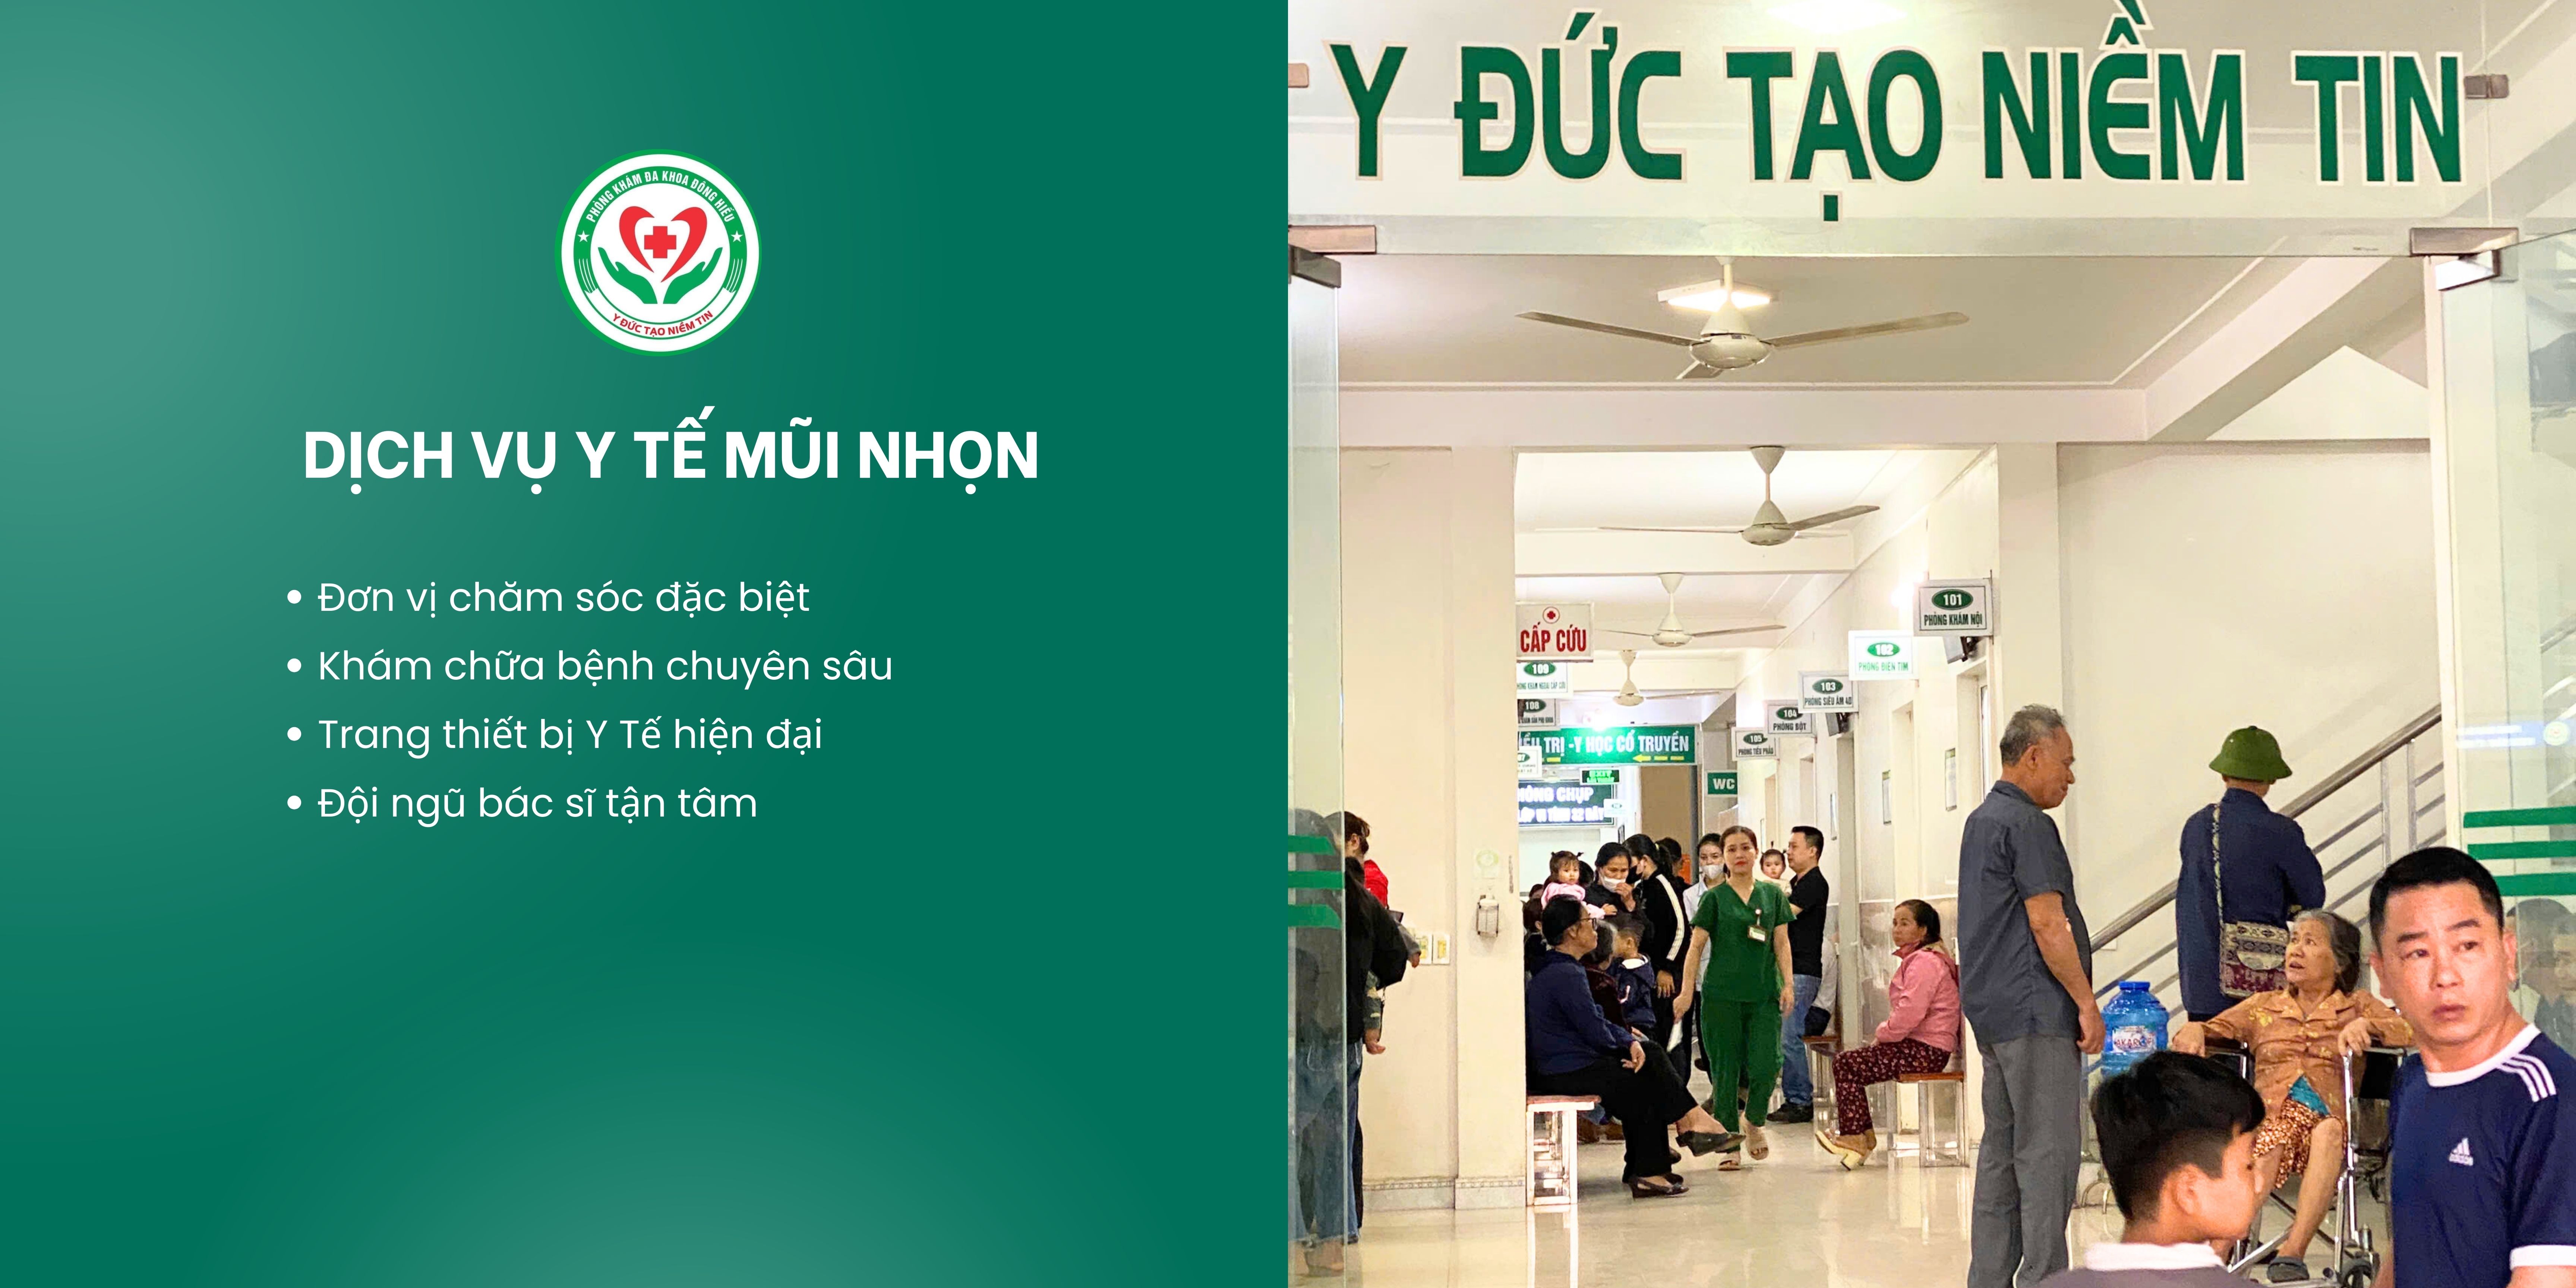 PHÒNG KHÁM ĐA KHOA ĐÔNG HIẾU
Y ĐỨC TẠO NIỀM TIN
DỊCH VỤ Y TẾ MŨI NHỌN
• Đơn vị chăm sóc đặc biệt
• Khám chữa bệnh chuyên sâu
• Trang thiết bị Y Tế hiện đại
• Đội ngũ bác sĩ tận tâm
Y ĐỨC TẠO NIỀM TIN
101
PHÒNG KHÁM NỘI
102
PHÒNG ĐIỆN TIM
103
PHÒNG SIÊU ÂM 4D
104
PHÒNG BỘT
105
PHÒNG TIỂU PHẪU
CẤP CỨU
109
108
TRỊ -Y HỌC CỔ TRUYỀN
WC
CHỤP
adidas